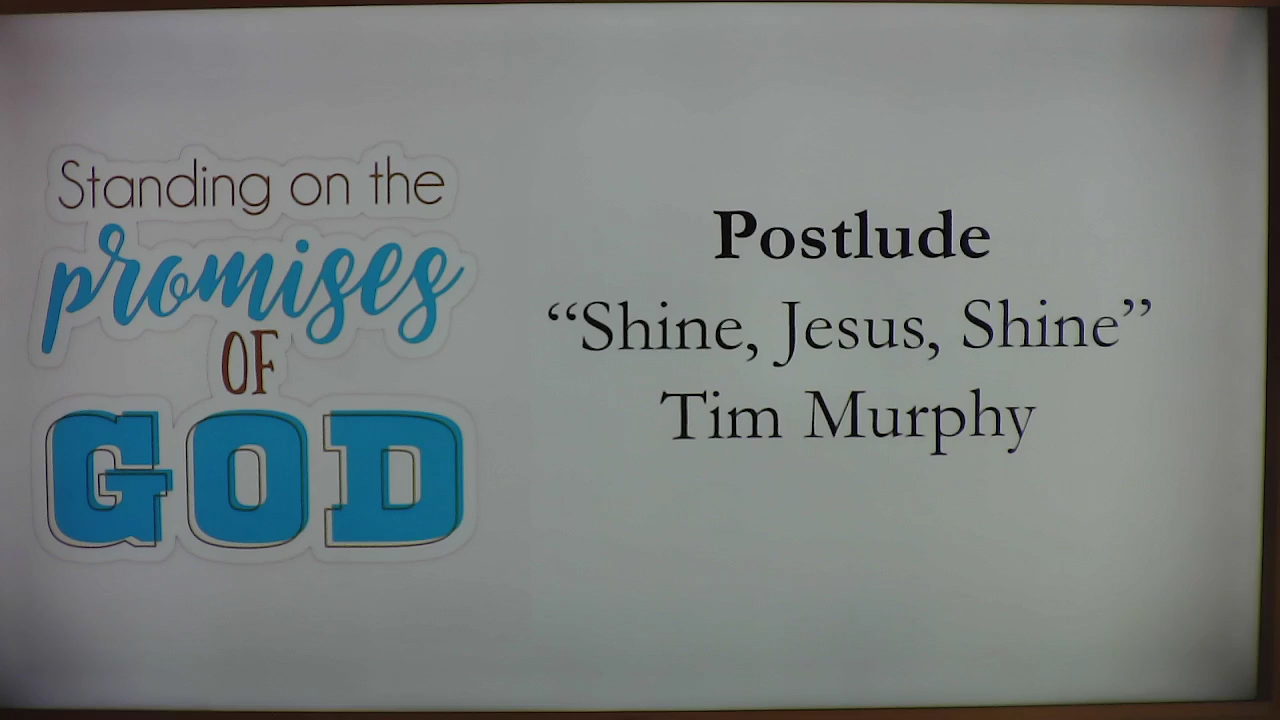 Standing on the
promises
OF
GOD
Postlude
“Shine, Jesus, Shine”
Tim Murphy